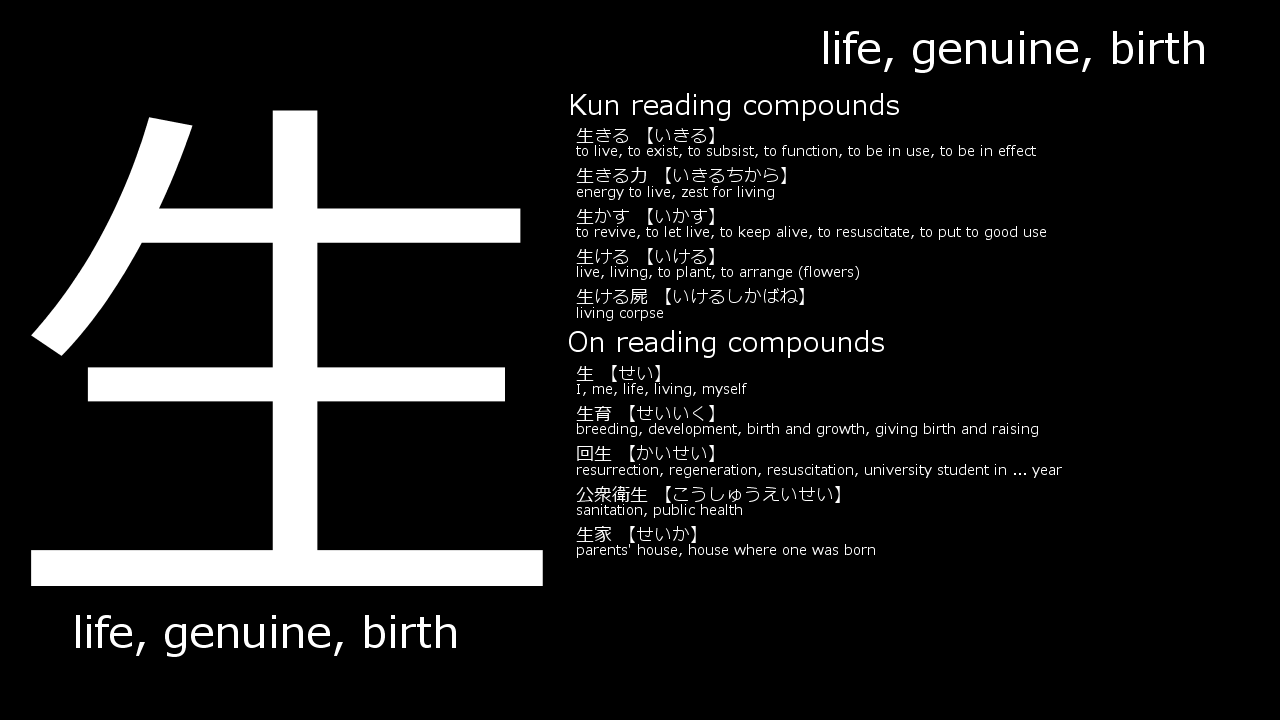 life, genuine, birth
生
life, genuine, birth
Kun reading compounds
生きる 【いきる】
to live, to exist, to subsist, to function, to be in use, to be in effect
生きる力 【いきるちから】
energy to live, zest for living
生かす 【いかす】
to revive, to let live, to keep alive, to resuscitate, to put to good use
生ける 【いける】
live, living, to plant, to arrange (flowers)
生ける屍 【いけるしかばね】
living corpse
On reading compounds
生 【せい】
I, me, life, living, myself
生育 【せいいく】
breeding, development, birth and growth, giving birth and raising
回生 【かいせい】
resurrection, regeneration, resuscitation, university student in ... year
公衆衛生 【こうしゅうえいせい】
sanitation, public health
生家 【せいか】
parents' house, house where one was born